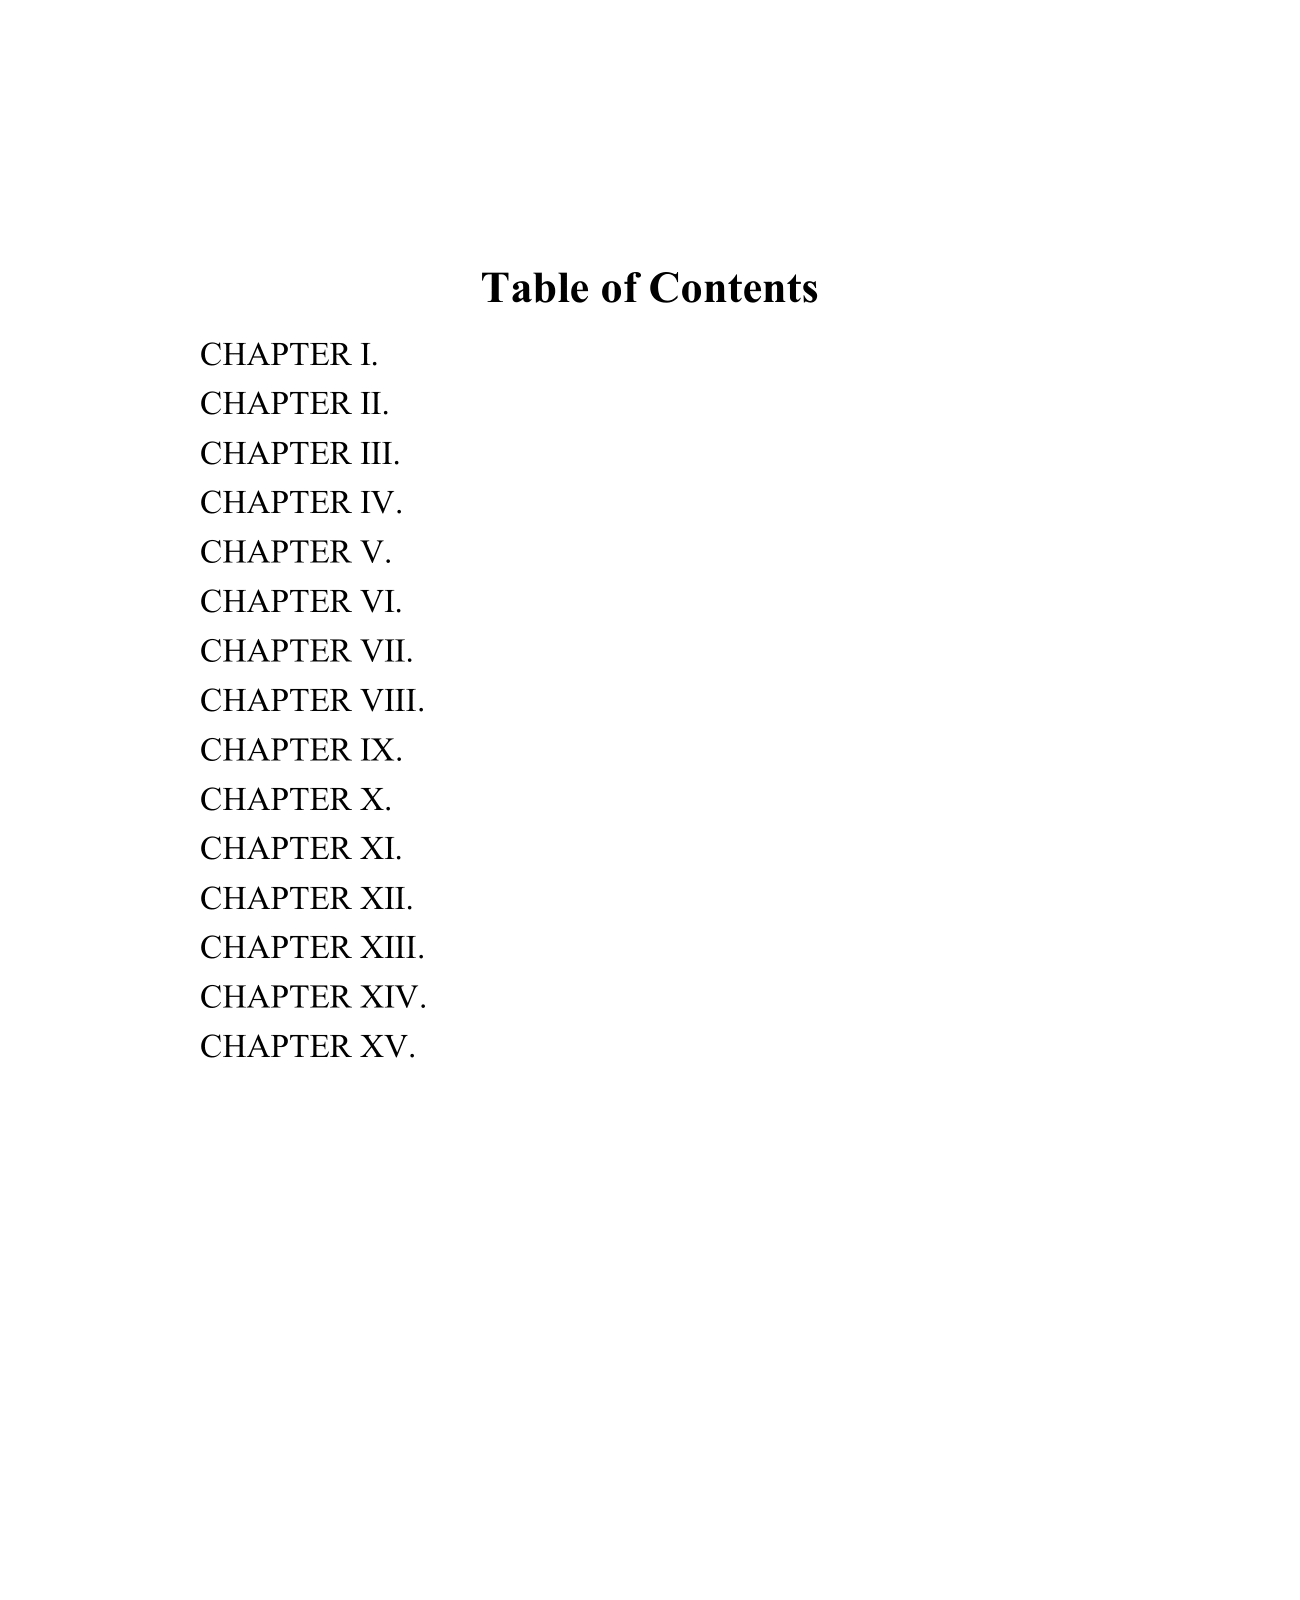 Table of Contents
CHAPTER I.
CHAPTER II.
CHAPTER III.
CHAPTER IV.
CHAPTER V.
CHAPTER VI.
CHAPTER VII.
CHAPTER VIII.
CHAPTER IX.
CHAPTER X.
CHAPTER XI.
CHAPTER XII.
CHAPTER XIII.
CHAPTER XIV.
CHAPTER XV.